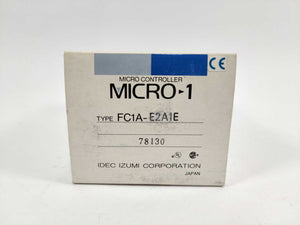 CE
MICRO CONTROLLER
MICRO▸1
TYPE FC1A-E2A1E
78130
IDEC IZUMI CORPORATION
JAPAN